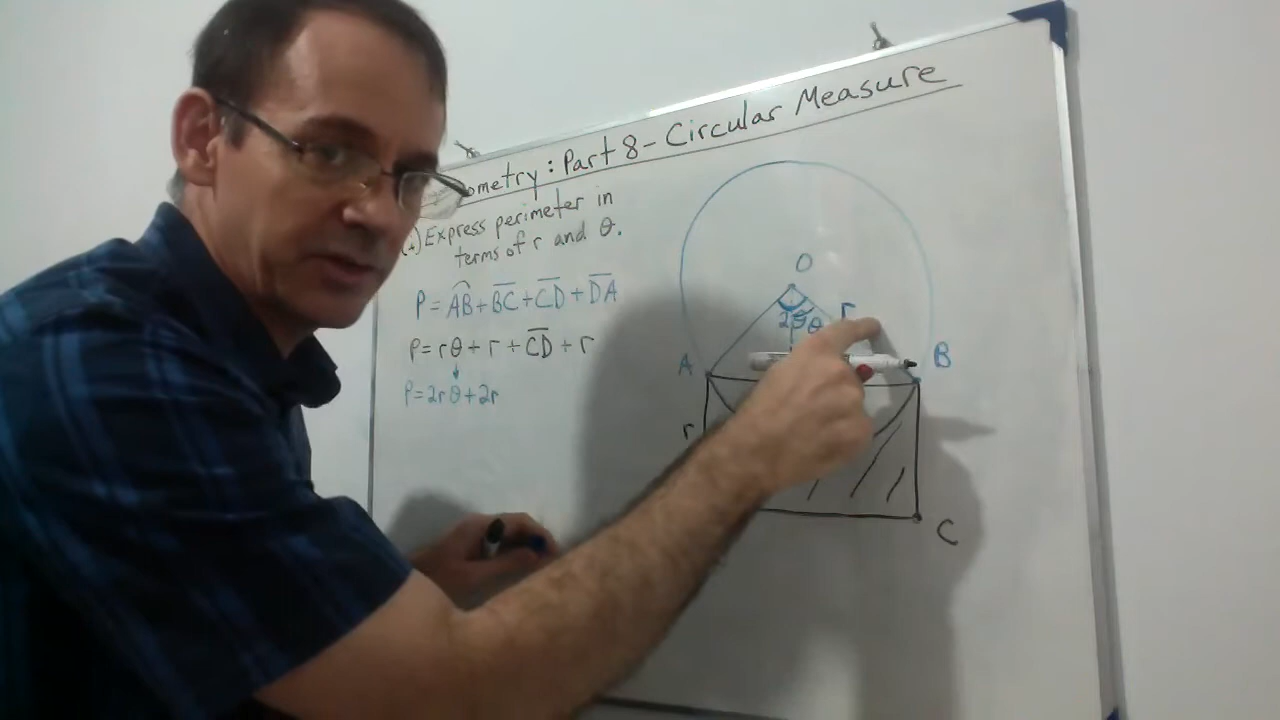 ometry: Part 8 - Circular Measure
Express perimeter in
terms of r and θ.
P = AB + BC + CD + DA
P = rθ + r + CD + r
P = 2rθ + 2r
O
r
2θ θ
A
B
r
C